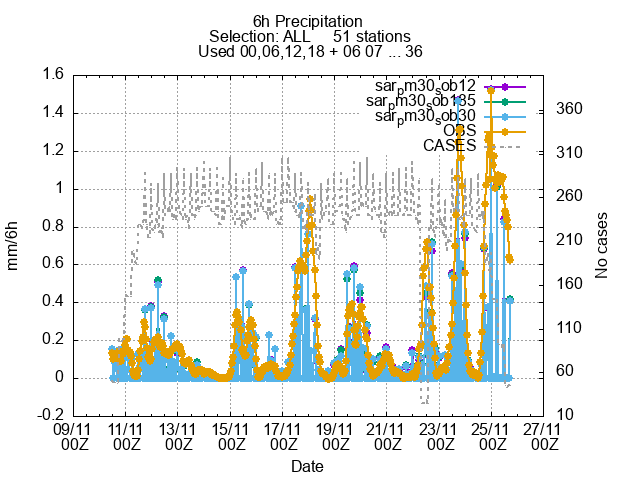 6h Precipitation
Selection: ALL 51 stations
Used 00,06,12,18 + 06 07 ... 36
sarpm30sob12
sarpm30sob185
sarpm30sob30
OBS
CASES
1.6
1.4
1.2
1
0.8
0.6
0.4
0.2
0
-0.2
mm/6h
360
310
260
210
160
110
60
10
No cases
09/11 11/11 13/11 15/11 17/11 19/11 21/11 23/11 25/11 27/11
00Z 00Z 00Z 00Z 00Z 00Z 00Z 00Z 00Z 00Z
Date